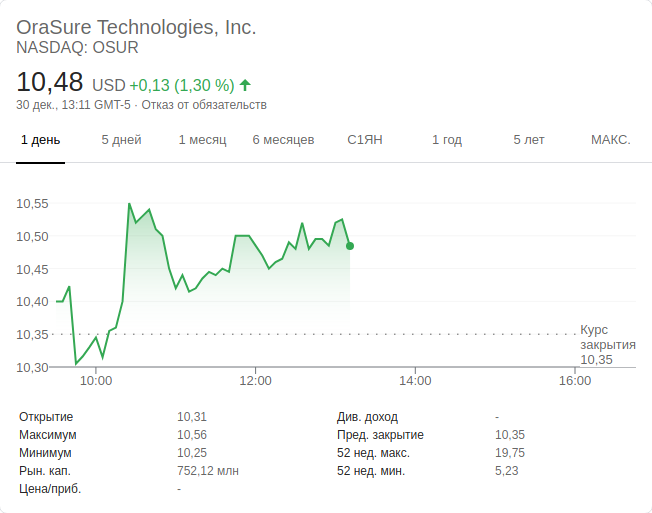 OraSure Technologies, Inc.
NASDAQ: OSUR
10,48 USD +0,13 (1,30 %)
30 дек., 13:11 GMT-5 · Отказ от обязательств
1 день 5 дней 1 месяц 6 месяцев С1ЯН 1 год 5 лет МАКС.
10,55
10,50
10,45
10,40
10,35
10,30
Курс
закрытия
10,35
10:00 12:00 14:00 16:00
Открытие 10,31 Див. доход -
Максимум 10,56 Пред. закрытие 10,35
Минимум 10,25 52 нед. макс. 19,75
Рын. кап. 752,12 млн 52 нед. мин. 5,23
Цена/приб. -